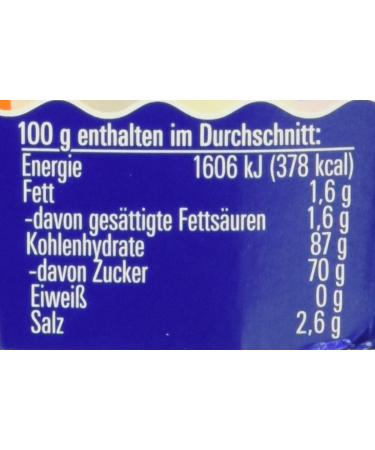 100 g enthalten im Durchschnitt:
Energie 1606 kJ (378 kcal)
Fett 1,6 g
-davon gesättigte Fettsäuren 1,6 g
Kohlenhydrate 87 g
-davon Zucker 70 g
Eiweiß 0 g
Salz 2,6 g